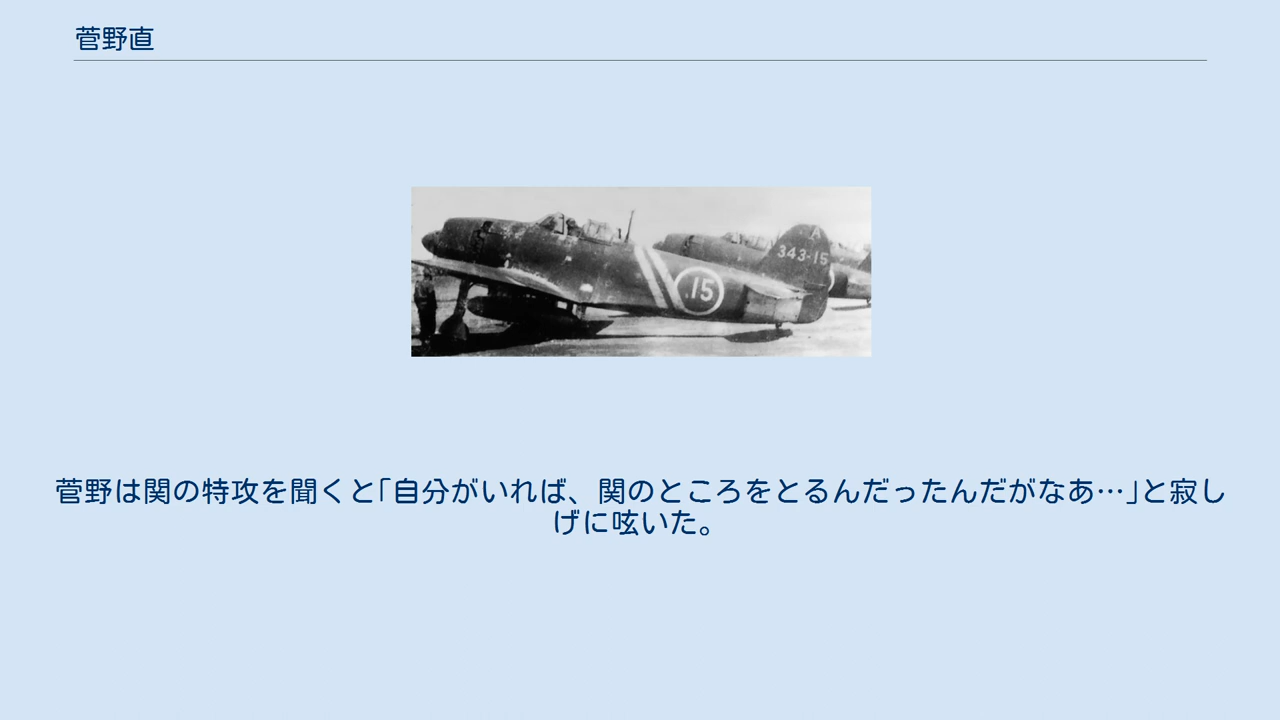 菅野直
A
343-15
.15
菅野は関の特攻を聞くと｢自分がいれば、関のところをとるんだったんだがなあ…｣と寂し
げに呟いた。